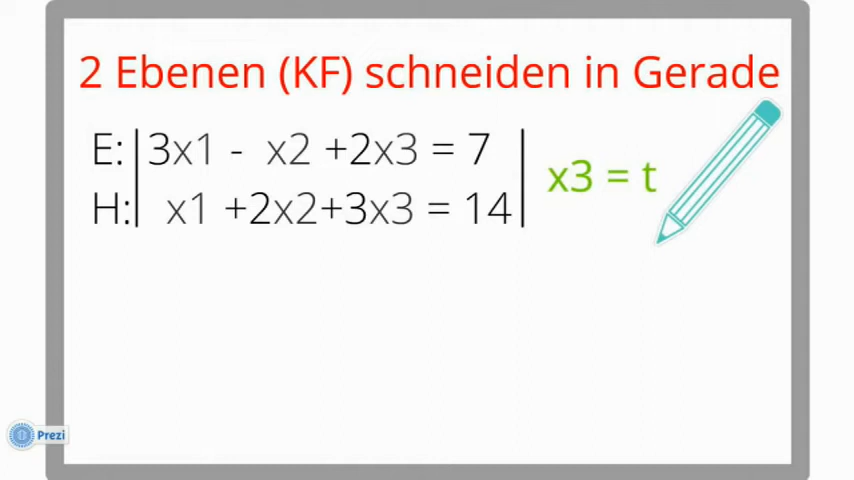 2 Ebenen (KF) schneiden in Gerade
E: 3x1 - x2 +2x3 = 7
H: x1 +2x2+3x3 = 14
x3 = t
Prezi